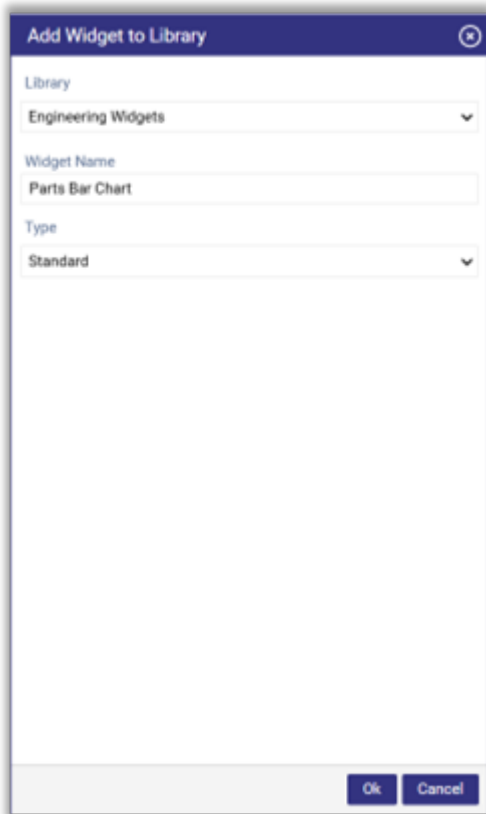 Add Widget to Library
Library
Engineering Widgets
Widget Name
Parts Bar Chart
Type
Standard
Ok Cancel